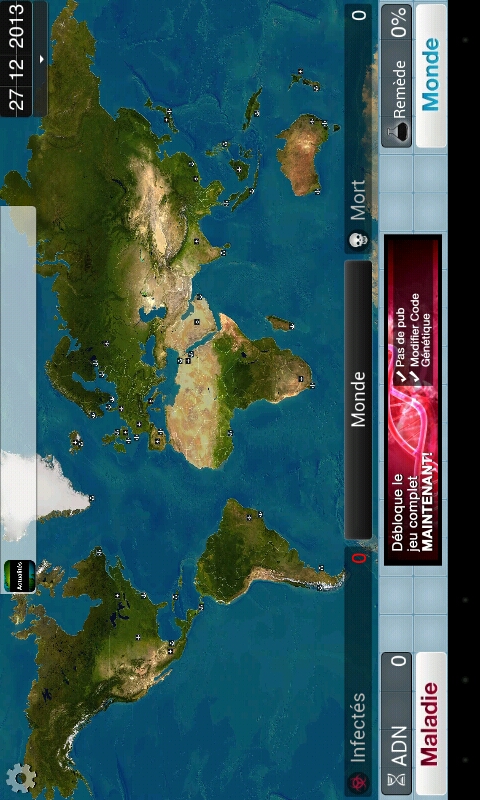 Actualités
27 12 2013
Infectés 0
Monde
Mort 0
ADN 0
Maladie
Débloque le
jeu complet
MAINTENANT!
✓ Pas de pub
✓ Modifier Code
Génétique
Remède 0%
Monde